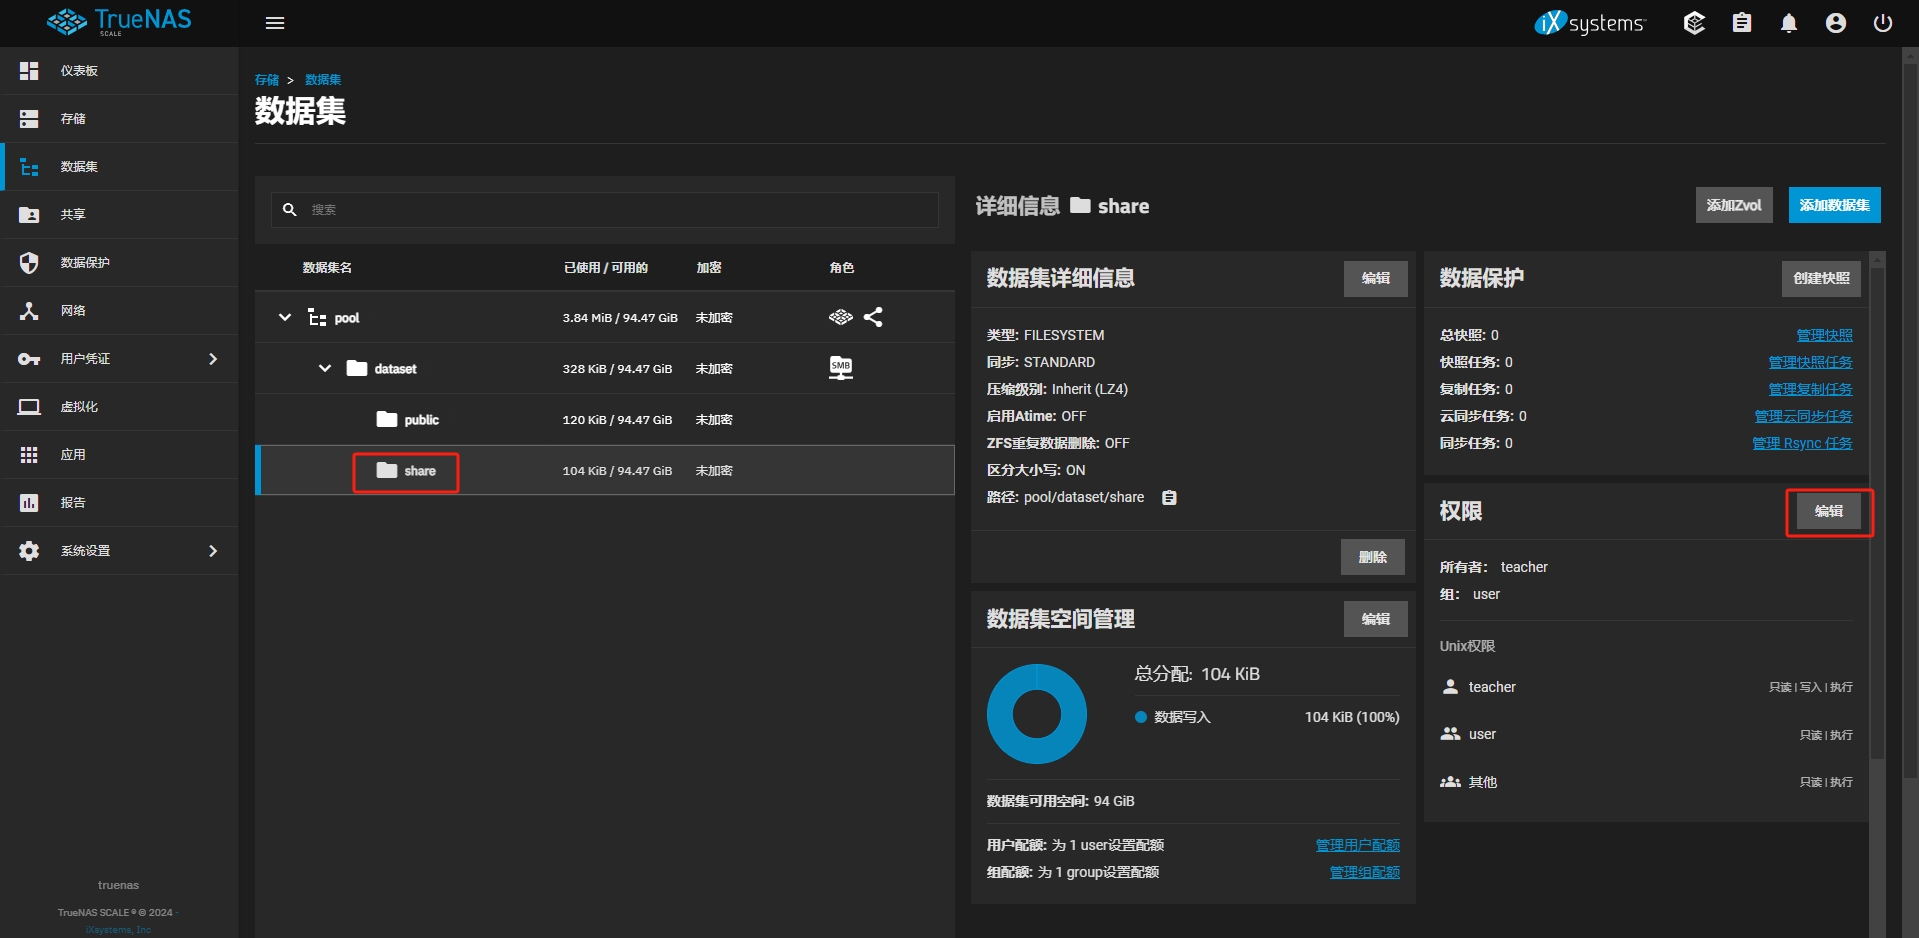 TrueNAS
SCALE
iXsystems
仪表板
存储
数据集
共享
数据保护
网络
用户凭证
虚拟化
应用
报告
系统设置
truenas
TrueNAS SCALE ® © 2024 -
iXsystems, Inc
存储 > 数据集
数据集
搜索
数据集名 已使用 / 可用的 加密 角色
pool 3.84 MiB / 94.47 GiB 未加密
dataset 328 KiB / 94.47 GiB 未加密 SMB
public 120 KiB / 94.47 GiB 未加密
share 104 KiB / 94.47 GiB 未加密
详细信息 share 添加Zvol 添加数据集
数据集详细信息 编辑
类型: FILESYSTEM
同步: STANDARD
压缩级别: Inherit (LZ4)
启用Atime: OFF
ZFS重复数据删除: OFF
区分大小写: ON
路径: pool/dataset/share
删除
数据集空间管理 编辑
总分配: 104 KiB
数据写入 104 KiB (100%)
数据集可用空间: 94 GiB
用户配额: 为 1 user设置配额 管理用户配额
组配额: 为 1 group设置配额 管理组配额
数据保护 创建快照
总快照: 0 管理快照
快照任务: 0 管理快照任务
复制任务: 0 管理复制任务
云同步任务: 0 管理云同步任务
同步任务: 0 管理 Rsync 任务
权限 编辑
所有者: teacher
组: user
Unix权限
teacher 只读 | 写入 | 执行
user 只读 | 执行
其他 只读 | 执行